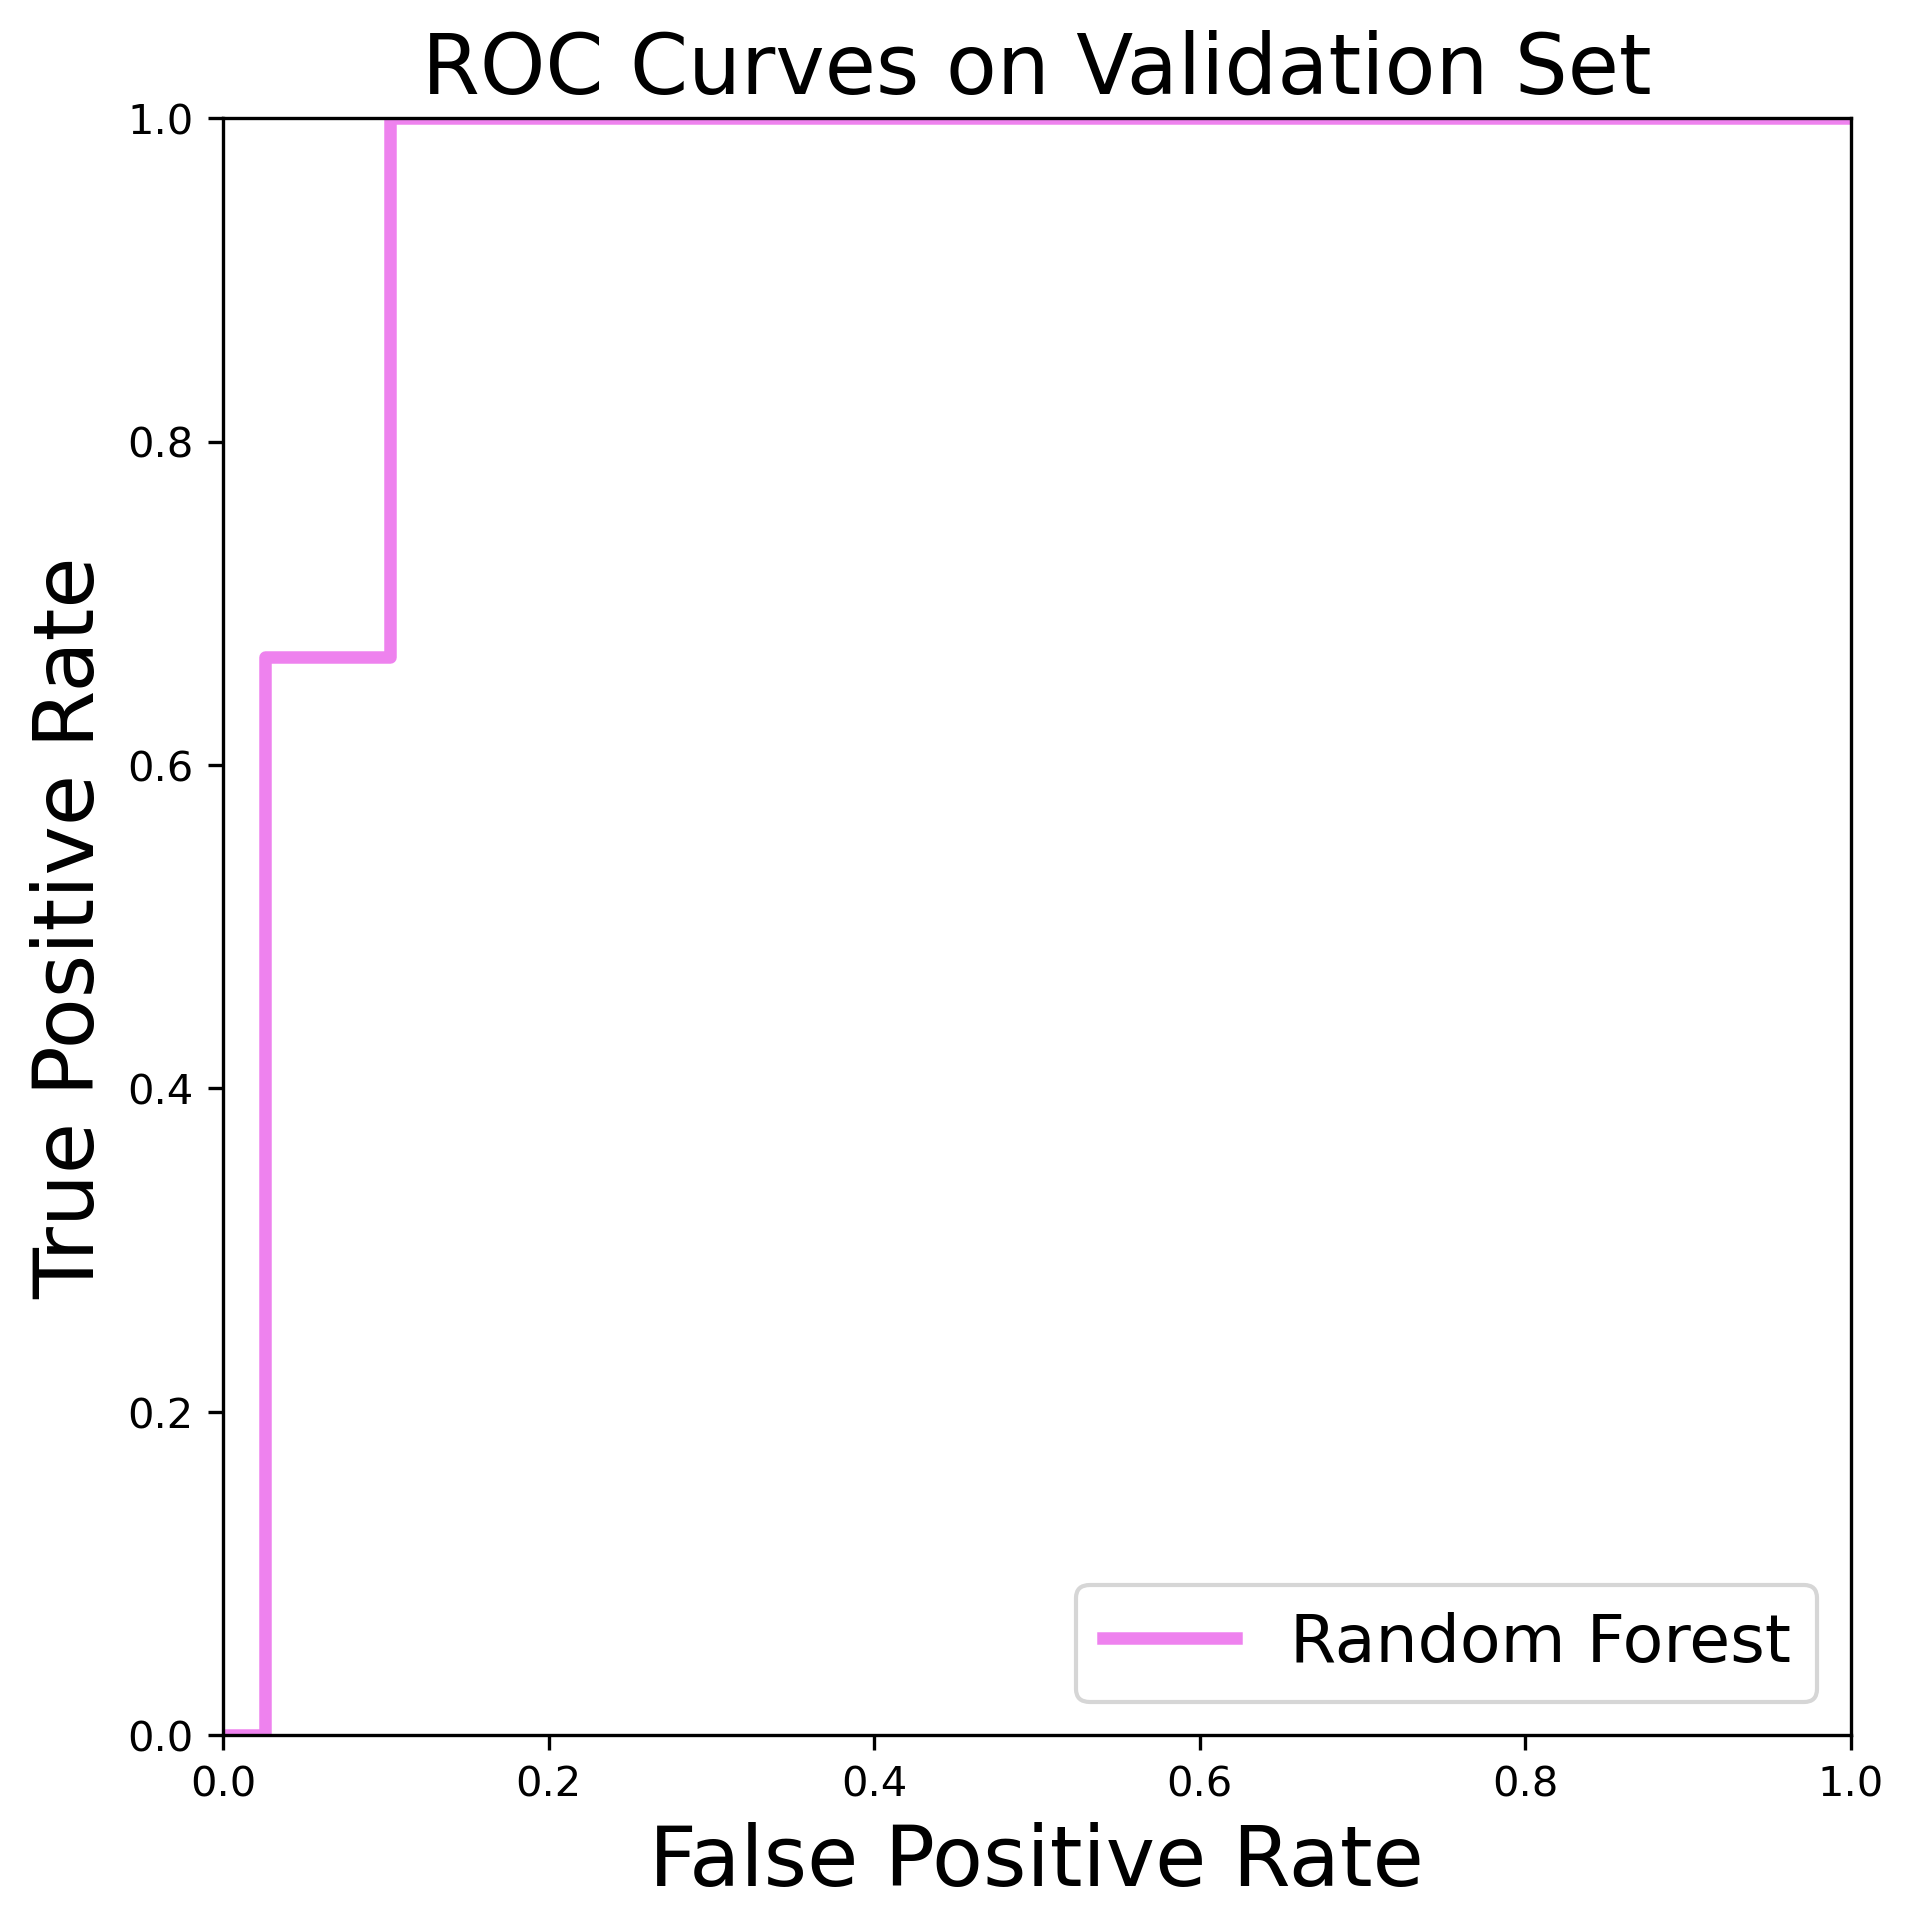 ROC Curves on Validation Set
True Positive Rate
1.0
0.8
0.6
0.4
0.2
0.0
0.0 0.2 0.4 0.6 0.8 1.0
False Positive Rate
Random Forest